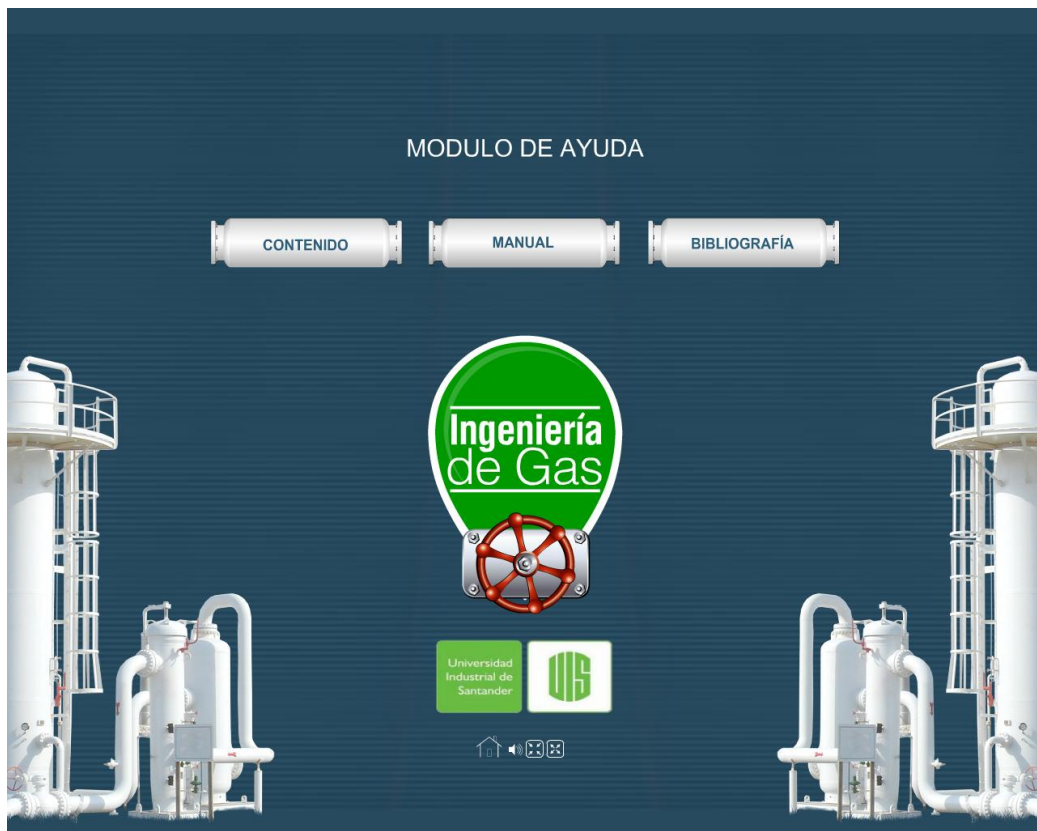 MODULO DE AYUDA
CONTENIDO
MANUAL
BIBLIOGRAFÍA
Ingeniería
de Gas
Universidad
Industrial de
Santander
UIS